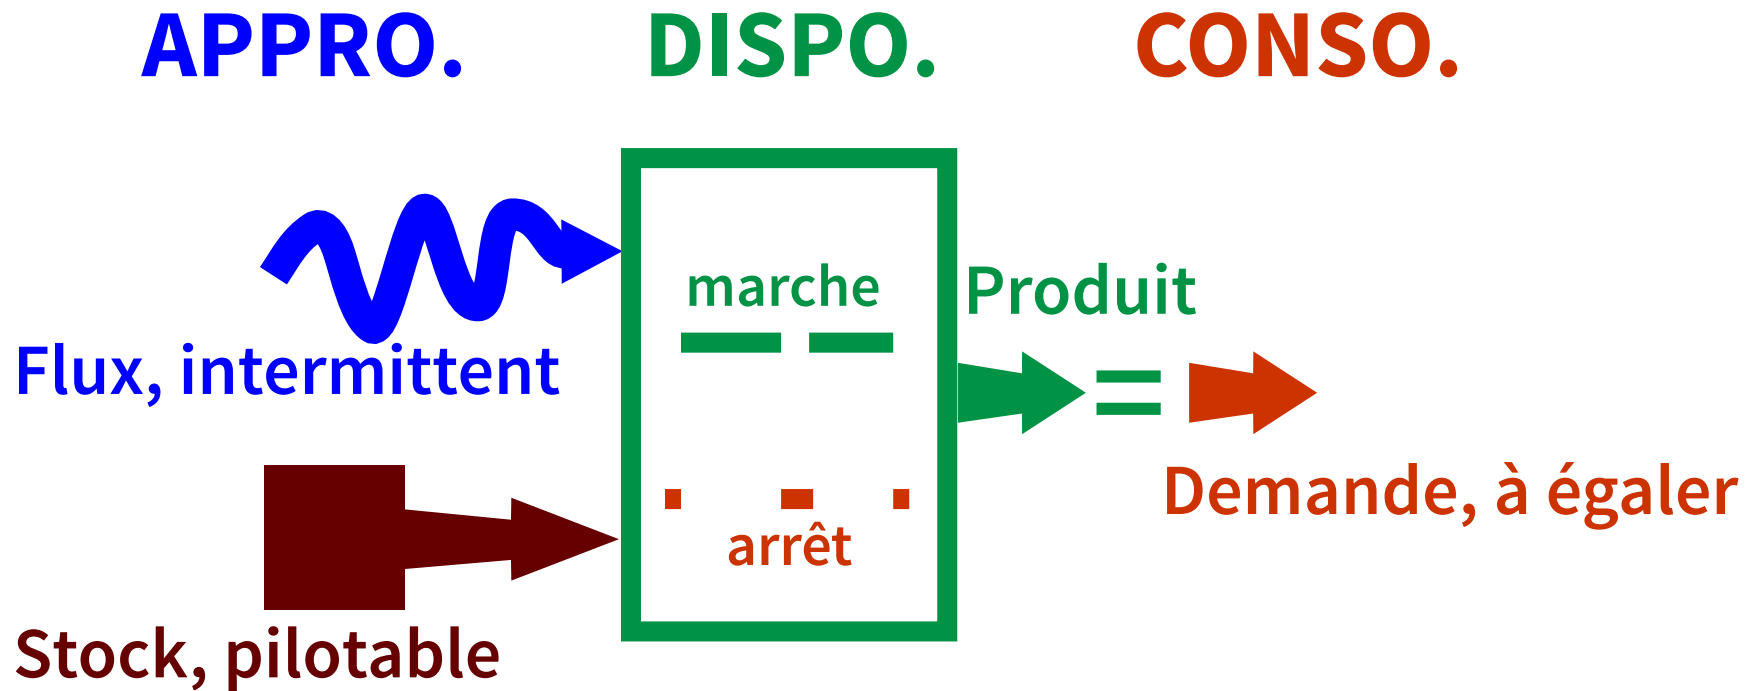 APPRO. DISPO. CONSO.
marche
Produit
Flux, intermittent
Demande, à égaler
arrêt
Stock, pilotable